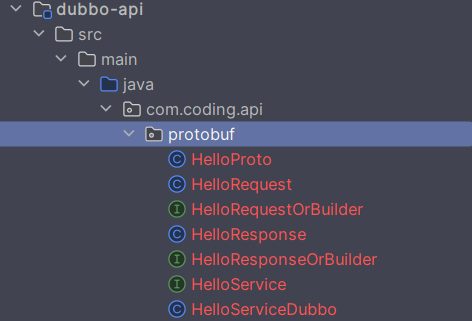 dubbo-api
src
main
java
com.coding.api
protobuf
C HelloProto
C HelloRequest
I HelloRequestOrBuilder
C HelloResponse
I HelloResponseOrBuilder
I HelloService
C HelloServiceDubbo